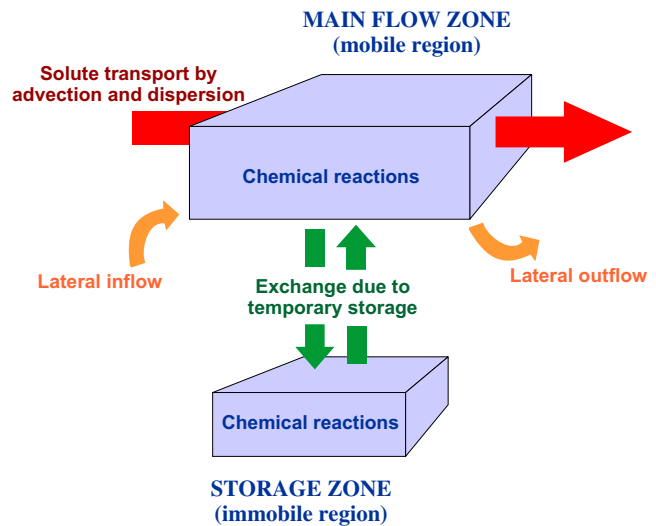 MAIN FLOW ZONE
(mobile region)
Solute transport by
advection and dispersion
Chemical reactions
Lateral inflow
Lateral outflow
Exchange due to
temporary storage
Chemical reactions
STORAGE ZONE
(immobile region)